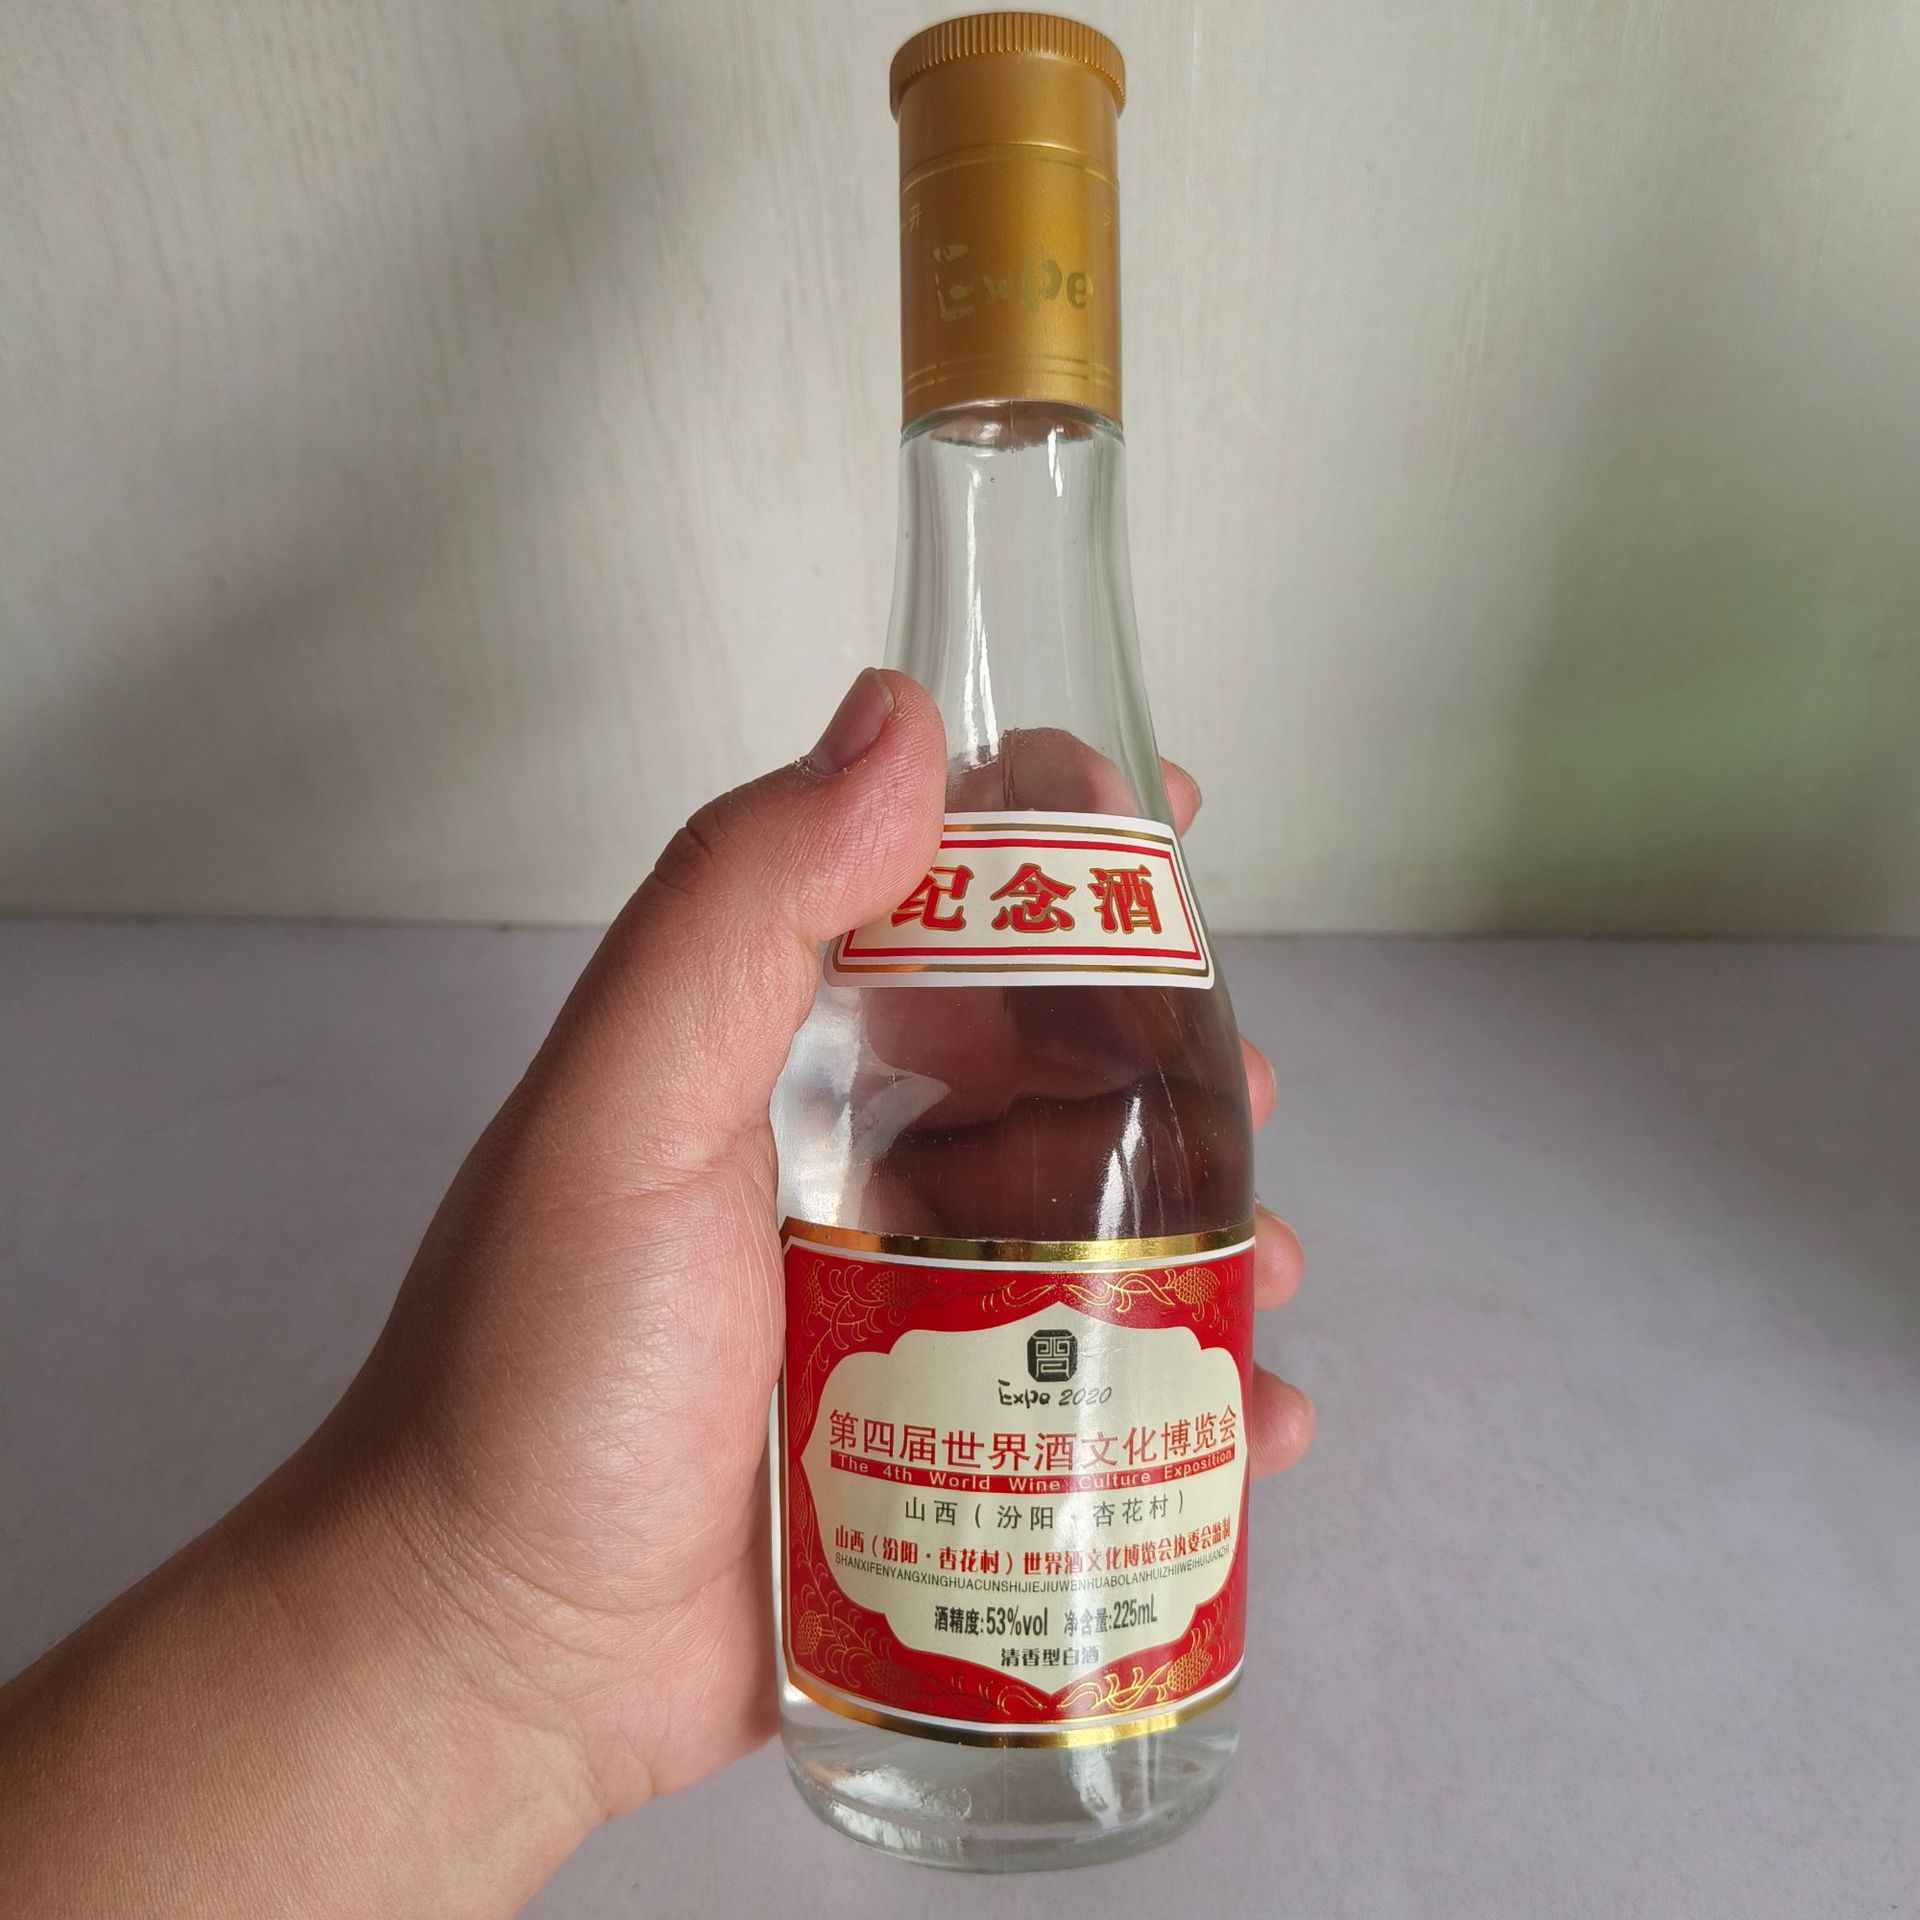 开
Expo
纪念酒
晋
Expo 2020
第四届世界酒文化博览会
The 4th World Wine Culture Exposition
山西(汾阳·杏花村)
山西(汾阳·杏花村)世界酒文化博览会执委会监制
SHANXIFENYANGXINGHUACUNSHIJIEJIUWENHUABOLANHUIZHIIWEIHUIJIANZHI
酒精度:53%vol 净含量:225mL
清香型白酒